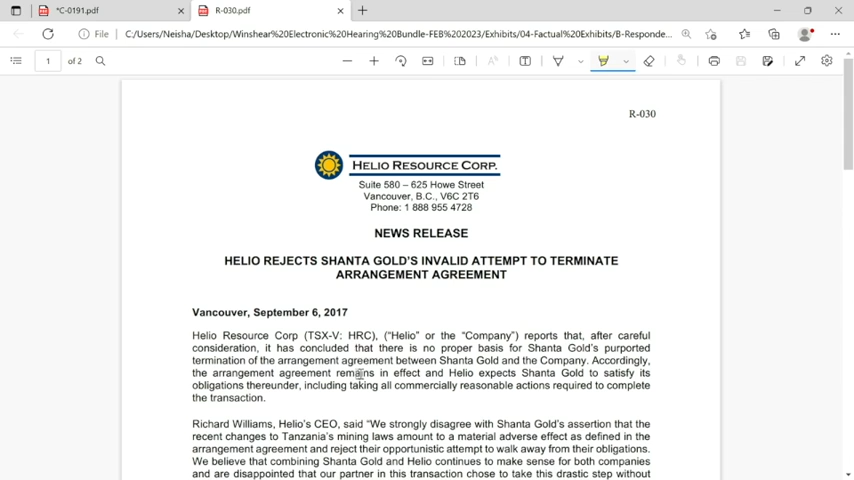 *C-0191.pdf
R-030.pdf
File
C:/Users/Neisha/Desktop/Winshear%20Electronic%20Hearing%20Bundle-FEB%202023/Exhibits/04-Factual%20Exhibits/B-Responde...
1 of 2
R-030
HELIO RESOURCE CORP.
Suite 580 – 625 Howe Street
Vancouver, B.C., V6C 2T6
Phone: 1 888 955 4728
NEWS RELEASE
HELIO REJECTS SHANTA GOLD'S INVALID ATTEMPT TO TERMINATE
ARRANGEMENT AGREEMENT
Vancouver, September 6, 2017
Helio Resource Corp (TSX-V: HRC), ("Helio" or the "Company") reports that, after careful
consideration, it has concluded that there is no proper basis for Shanta Gold's purported
termination of the arrangement agreement between Shanta Gold and the Company. Accordingly,
the arrangement agreement remains in effect and Helio expects Shanta Gold to satisfy its
obligations thereunder, including taking all commercially reasonable actions required to complete
the transaction.
Richard Williams, Helio's CEO, said "We strongly disagree with Shanta Gold's assertion that the
recent changes to Tanzania's mining laws amount to a material adverse effect as defined in the
arrangement agreement and reject their opportunistic attempt to walk away from their obligations.
We believe that combining Shanta Gold and Helio continues to make sense for both companies
and are disappointed that our partner in this transaction chose to take this drastic step without